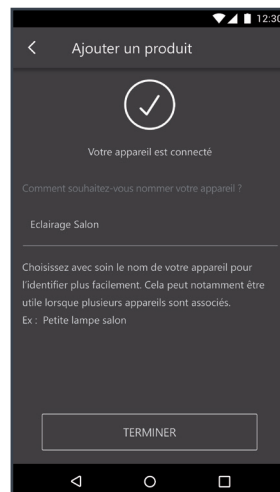 12:30
Ajouter un produit
Votre appareil est connecté
Comment souhaitez-vous nommer votre appareil ?
Eclairage Salon
Choisissez avec soin le nom de votre appareil pour
l'identifier plus facilement. Cela peut notamment être
utile lorsque plusieurs appareils sont associés.
Ex : Petite lampe salon
TERMINER